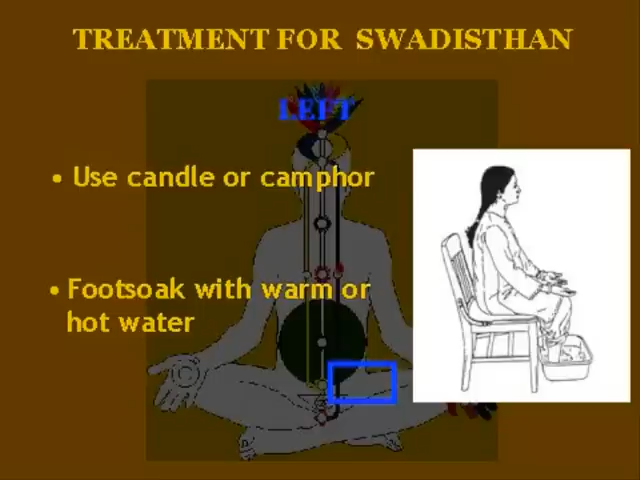 TREATMENT FOR SWADISTHAN
LEFT
• Use candle or camphor
• Footsoak with warm or
hot water